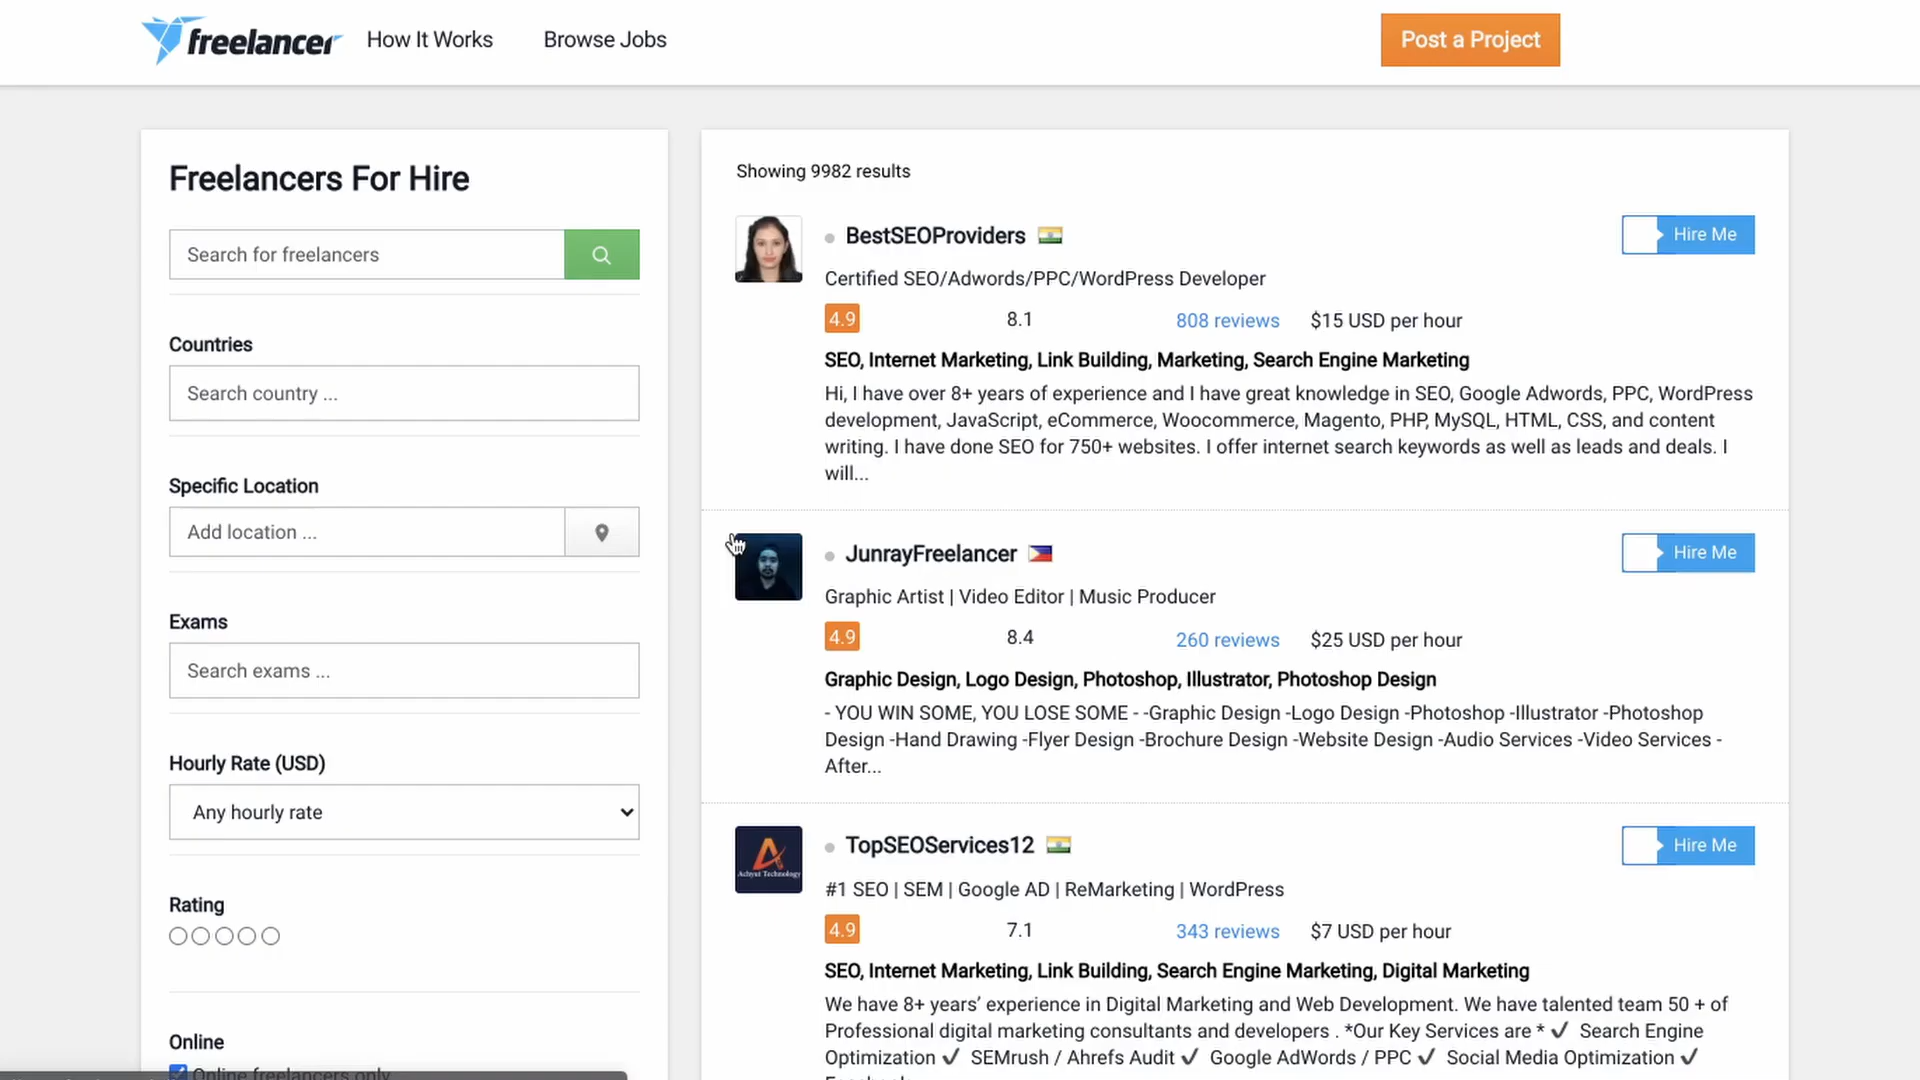 freelancer How It Works Browse Jobs Post a Project
Freelancers For Hire
Search for freelancers
Countries
Search country ...
Specific Location
Add location ...
Exams
Search exams ...
Hourly Rate (USD)
Any hourly rate
Rating
Online
Online freelancers only
Showing 9982 results
BestSEOProviders Hire Me
Certified SEO/Adwords/PPC/WordPress Developer
4.9 8.1 808 reviews $15 USD per hour
SEO, Internet Marketing, Link Building, Marketing, Search Engine Marketing
Hi, I have over 8+ years of experience and I have great knowledge in SEO, Google Adwords, PPC, WordPress
development, JavaScript, eCommerce, Woocommerce, Magento, PHP, MySQL, HTML, CSS, and content
writing. I have done SEO for 750+ websites. I offer internet search keywords as well as leads and deals. I
will...
JunrayFreelancer Hire Me
Graphic Artist | Video Editor | Music Producer
4.9 8.4 260 reviews $25 USD per hour
Graphic Design, Logo Design, Photoshop, Illustrator, Photoshop Design
- YOU WIN SOME, YOU LOSE SOME - -Graphic Design -Logo Design -Photoshop -Illustrator -Photoshop
Design -Hand Drawing -Flyer Design -Brochure Design -Website Design -Audio Services -Video Services -
After...
Achyut Technology
TopSEOServices12 Hire Me
#1 SEO | SEM | Google AD | ReMarketing | WordPress
4.9 7.1 343 reviews $7 USD per hour
SEO, Internet Marketing, Link Building, Search Engine Marketing, Digital Marketing
We have 8+ years’ experience in Digital Marketing and Web Development. We have talented team 50 + of
Professional digital marketing consultants and developers . *Our Key Services are * ✔ Search Engine
Optimization ✔ SEMrush / Ahrefs Audit ✔ Google AdWords / PPC ✔ Social Media Optimization ✔